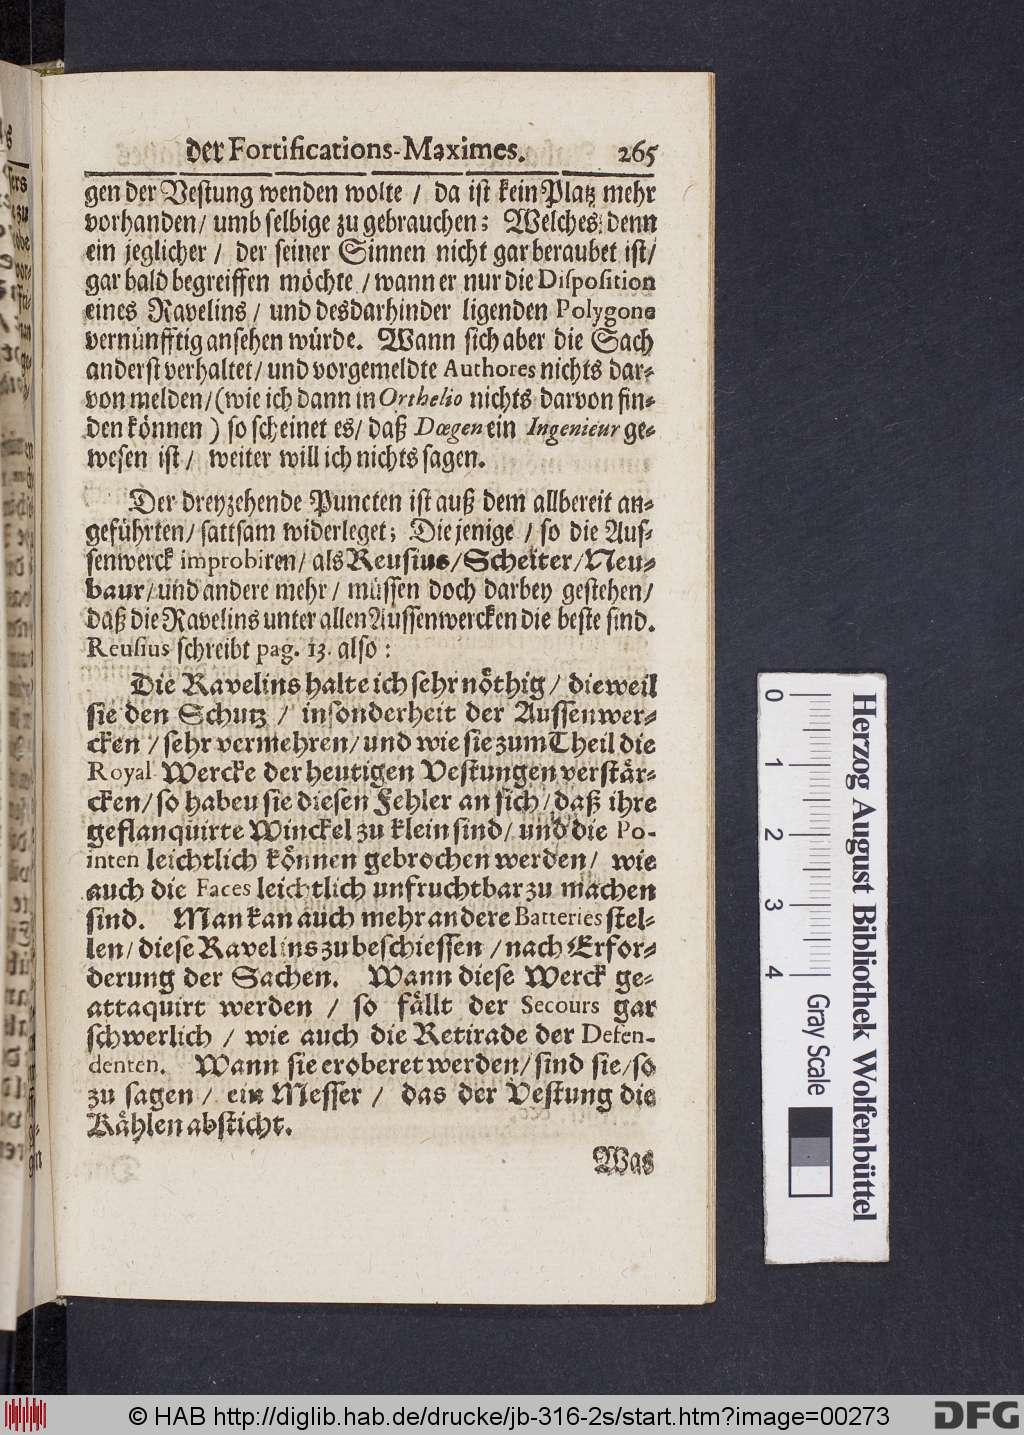 der Fortifications-Maximes. 265
gen der Vestung wenden wolte / da ist kein Platz mehr
vorhanden / umb selbige zu gebrauchen; Welches denn
ein jeglicher / der seiner Sinnen nicht gar beraubet ist /
gar bald begreiffen möchte / wann er nur die Disposition
eines Ravelins / und des darhinder ligenden Polygone
vernünfftig ansehen würde. Wann sich aber die Sach
anderst verhaltet / und vorgemeldte Authores nichts dar-
von melden / (wie ich dann in Orthelio nichts darvon fin-
den können) so scheinet es / daß Dœgen ein Ingenieur ge-
wesen ist / weiter will ich nichts sagen.
Der dreyzehende Puncten ist auß dem allbereit an-
geführten / sattsam widerleget; Die jenige / so die Auf-
senwerck improbiren / als Reusius / Scheiter / Neu-
baur / und andere mehr / müssen doch darbey gestehen /
daß die Ravelins unter allen Aussenwercken die beste sind.
Reusius schreibt pag. 13. also:
Die Ravelins halte ich sehr nöthig / dieweil
sie den Schutz / insonderheit der Aussenwer-
cken / sehr vermehren / und wie sie zum Theil die
Royal Wercke der heutigen Vestungen verstär-
cken / so habeu sie diesen Fehler an sich / daß ihre
geflanquirte Winckel zu klein sind / und die Po-
inten leichtlich können gebrochen werden / wie
auch die Faces leichtlich unfruchtbar zu machen
sind. Man kan auch mehr andere Batteries stel-
len / diese Ravelins zu beschiessen / nach Erfor-
derung der Sachen. Wann diese Werck ge-
attaquirt werden / so fällt der Secours gar
schwerlich / wie auch die Retirade der Defen-
denten. Wann sie eroberet werden / sind sie / so
zu sagen / ein Messer / das der Vestung die
Kählen absticht.
Was
0 1 2 3 4
Gray Scale
Herzog August Bibliothek Wolfenbüttel
© HAB http://diglib.hab.de/drucke/jb-316-2s/start.htm?image=00273
DFG